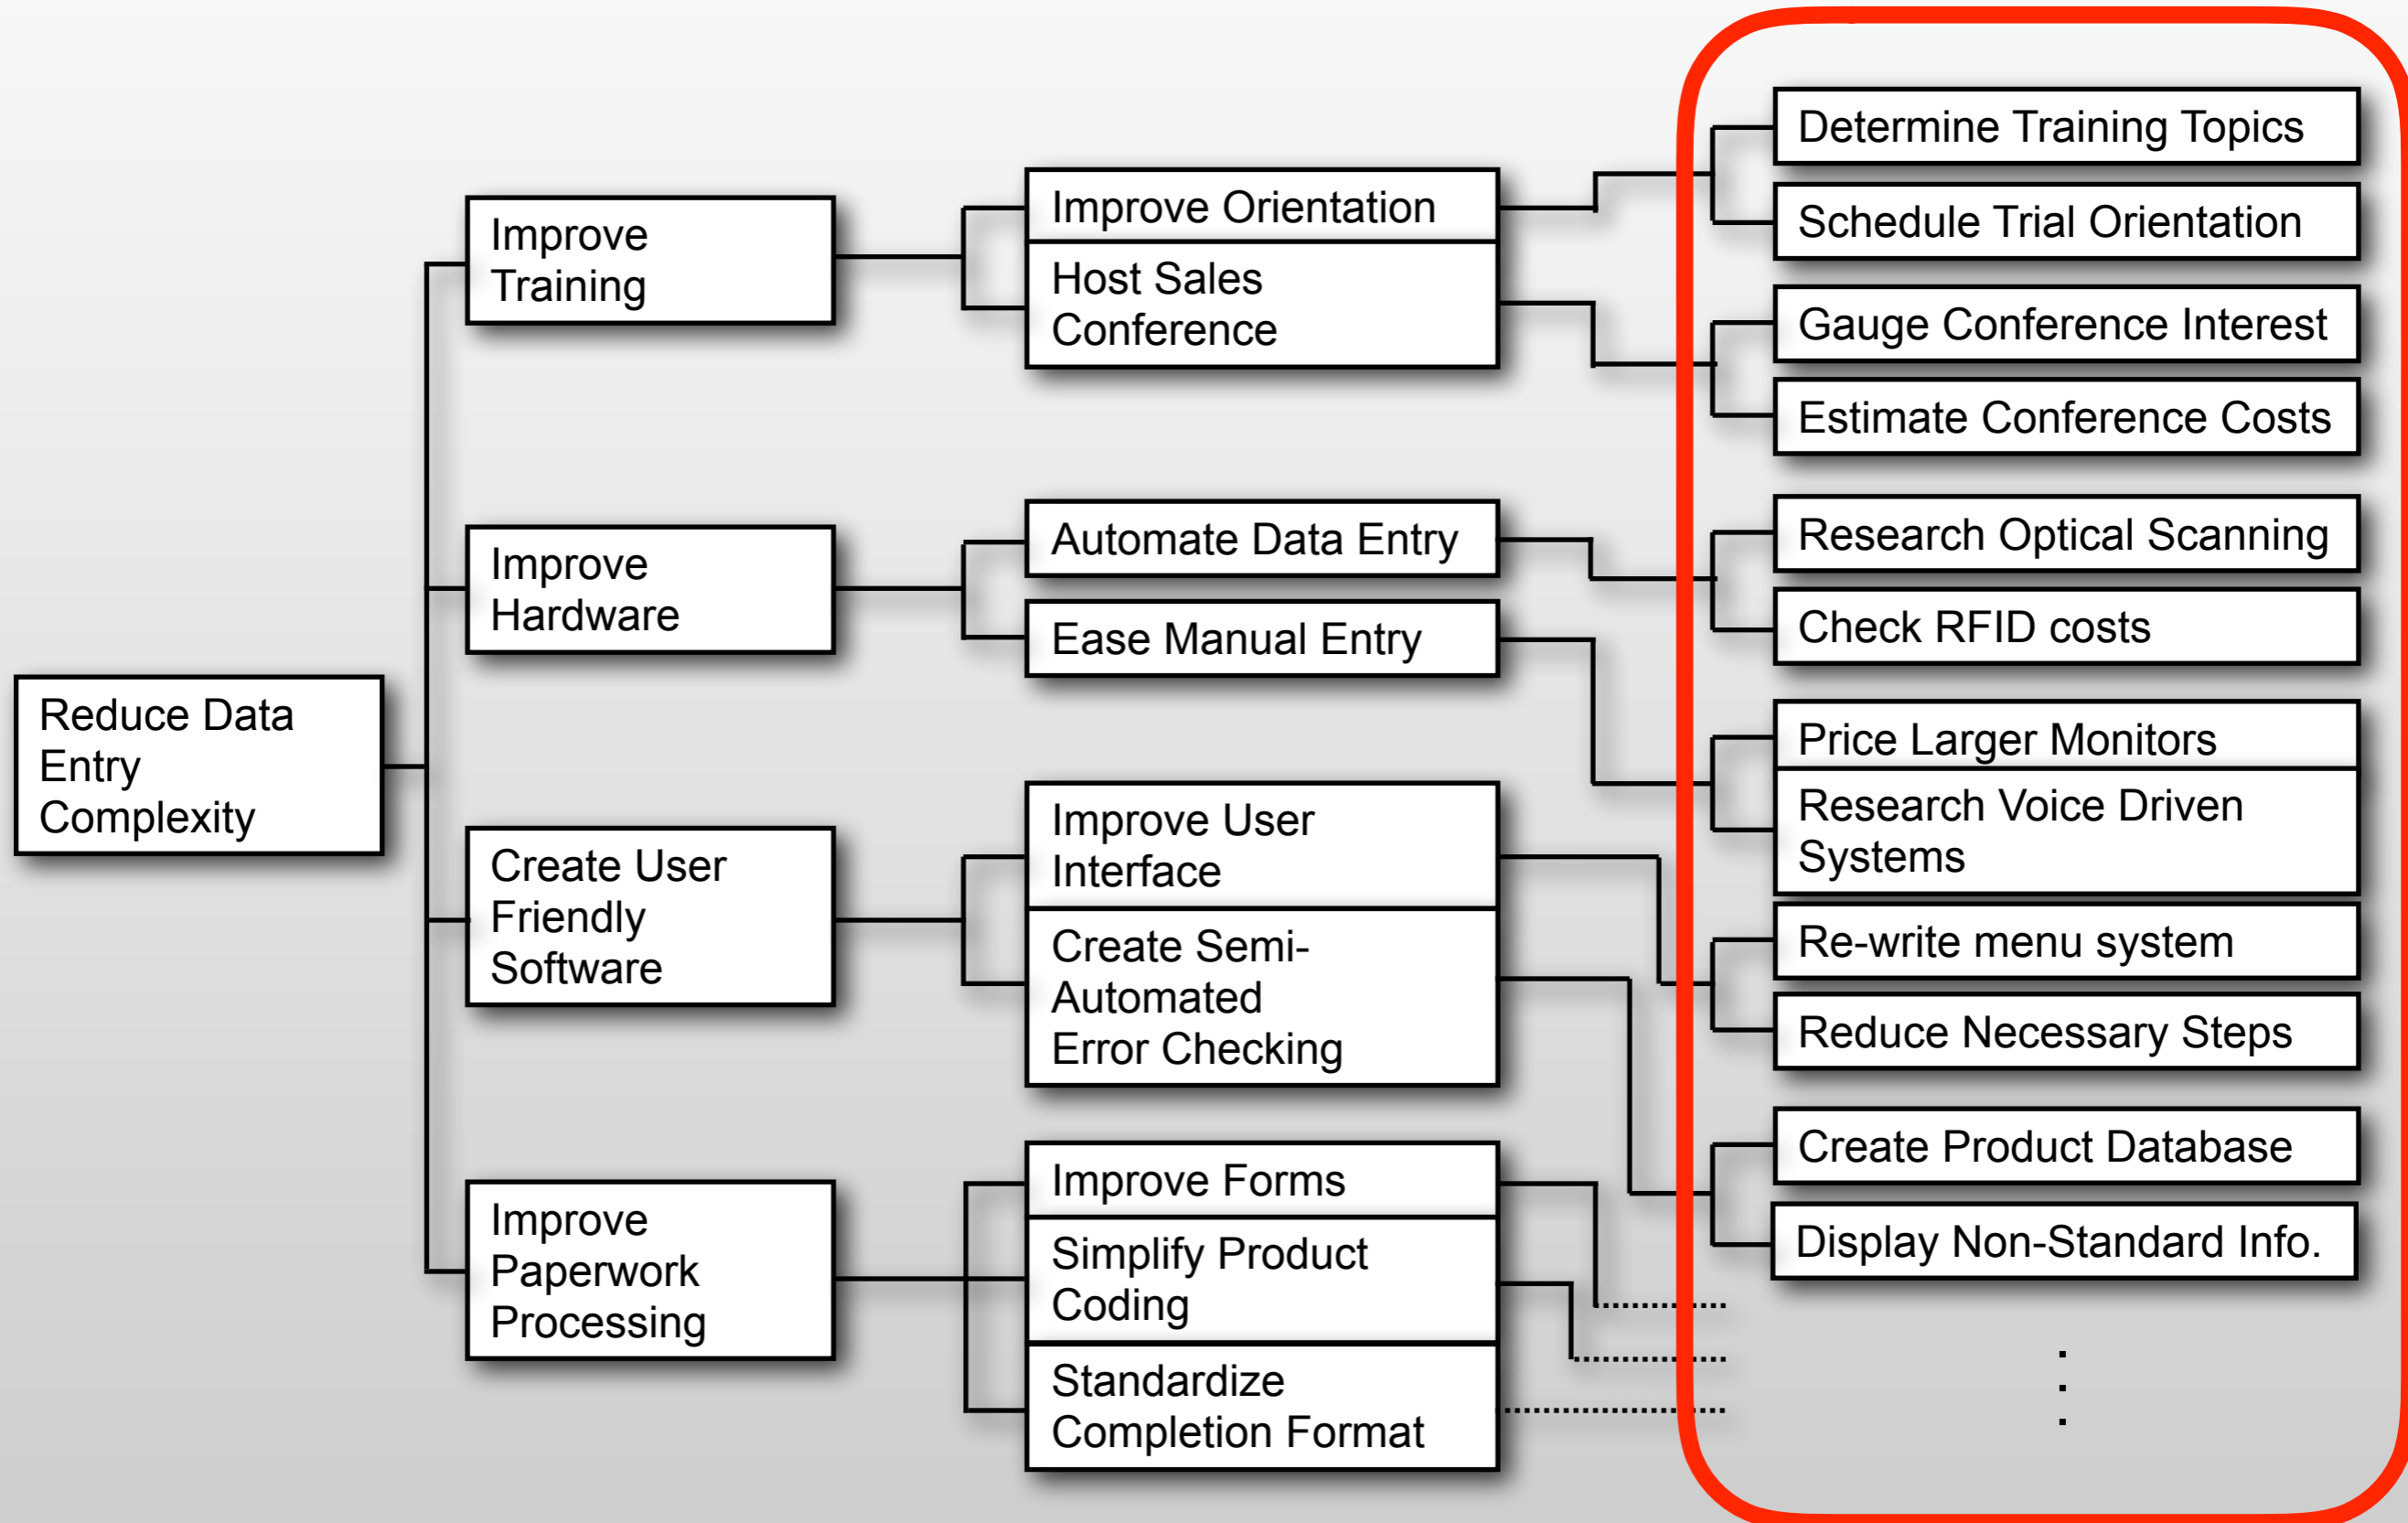 Reduce Data
Entry
Complexity
Improve
Training
Improve
Hardware
Create User
Friendly
Software
Improve
Paperwork
Processing
Improve Orientation
Host Sales
Conference
Automate Data Entry
Ease Manual Entry
Improve User
Interface
Create Semi-
Automated
Error Checking
Improve Forms
Simplify Product
Coding
Standardize
Completion Format
Determine Training Topics
Schedule Trial Orientation
Gauge Conference Interest
Estimate Conference Costs
Research Optical Scanning
Check RFID costs
Price Larger Monitors
Research Voice Driven
Systems
Re-write menu system
Reduce Necessary Steps
Create Product Database
Display Non-Standard Info.
.
.
.